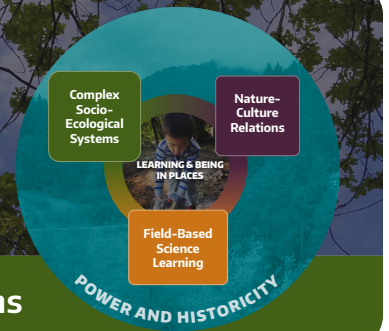 Complex
Socio-
Ecological
Systems
Nature-
Culture
Relations
LEARNING & BEING
IN PLACES
Field-Based
Science
Learning
POWER AND HISTORICITY